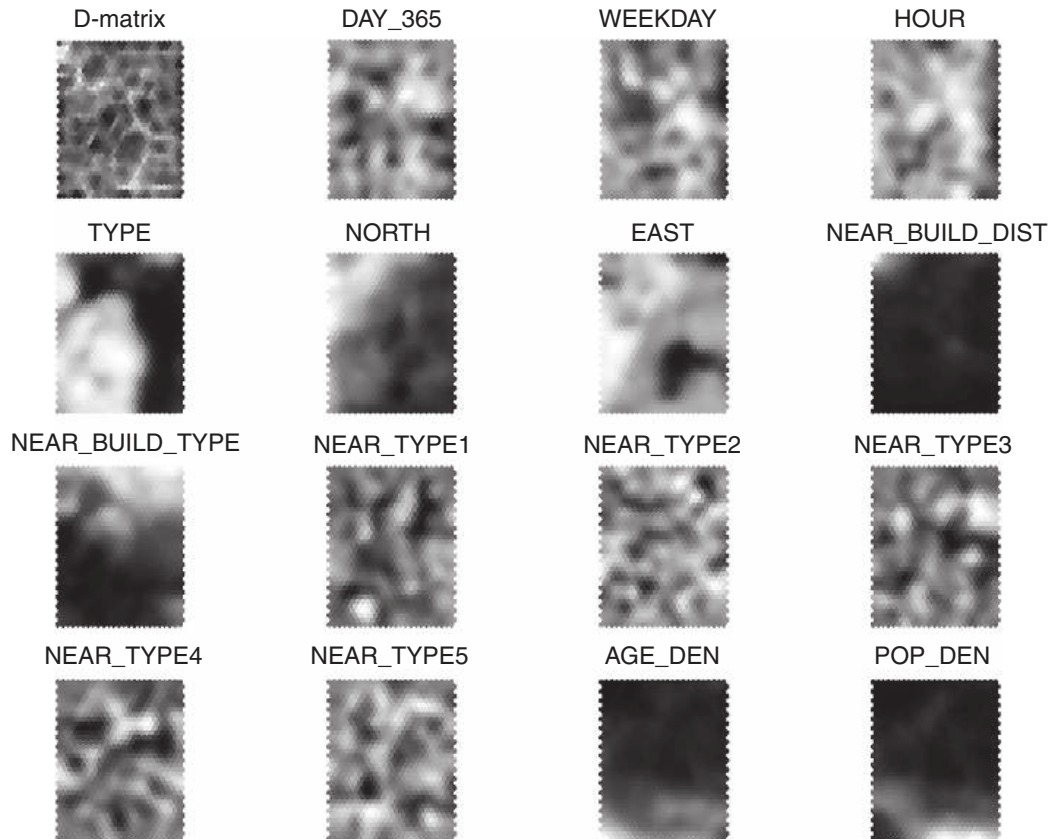 D-matrix DAY_365 WEEKDAY HOUR
TYPE NORTH EAST NEAR_BUILD_DIST
NEAR_BUILD_TYPE NEAR_TYPE1 NEAR_TYPE2 NEAR_TYPE3
NEAR_TYPE4 NEAR_TYPE5 AGE_DEN POP_DEN